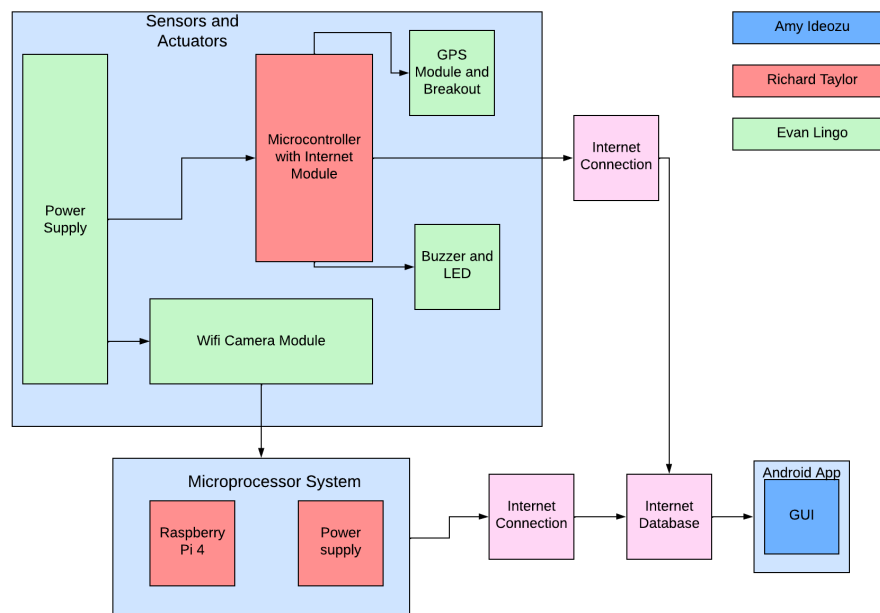 Sensors and
Actuators
Amy Ideozu
Richard Taylor
Evan Lingo
GPS
Module and
Breakout
Microcontroller
with Internet
Module
Internet
Connection
Power
Supply
Buzzer and
LED
Wifi Camera Module
Microprocessor System
Raspberry
Pi 4
Power
supply
Internet
Connection
Internet
Database
Android App
GUI